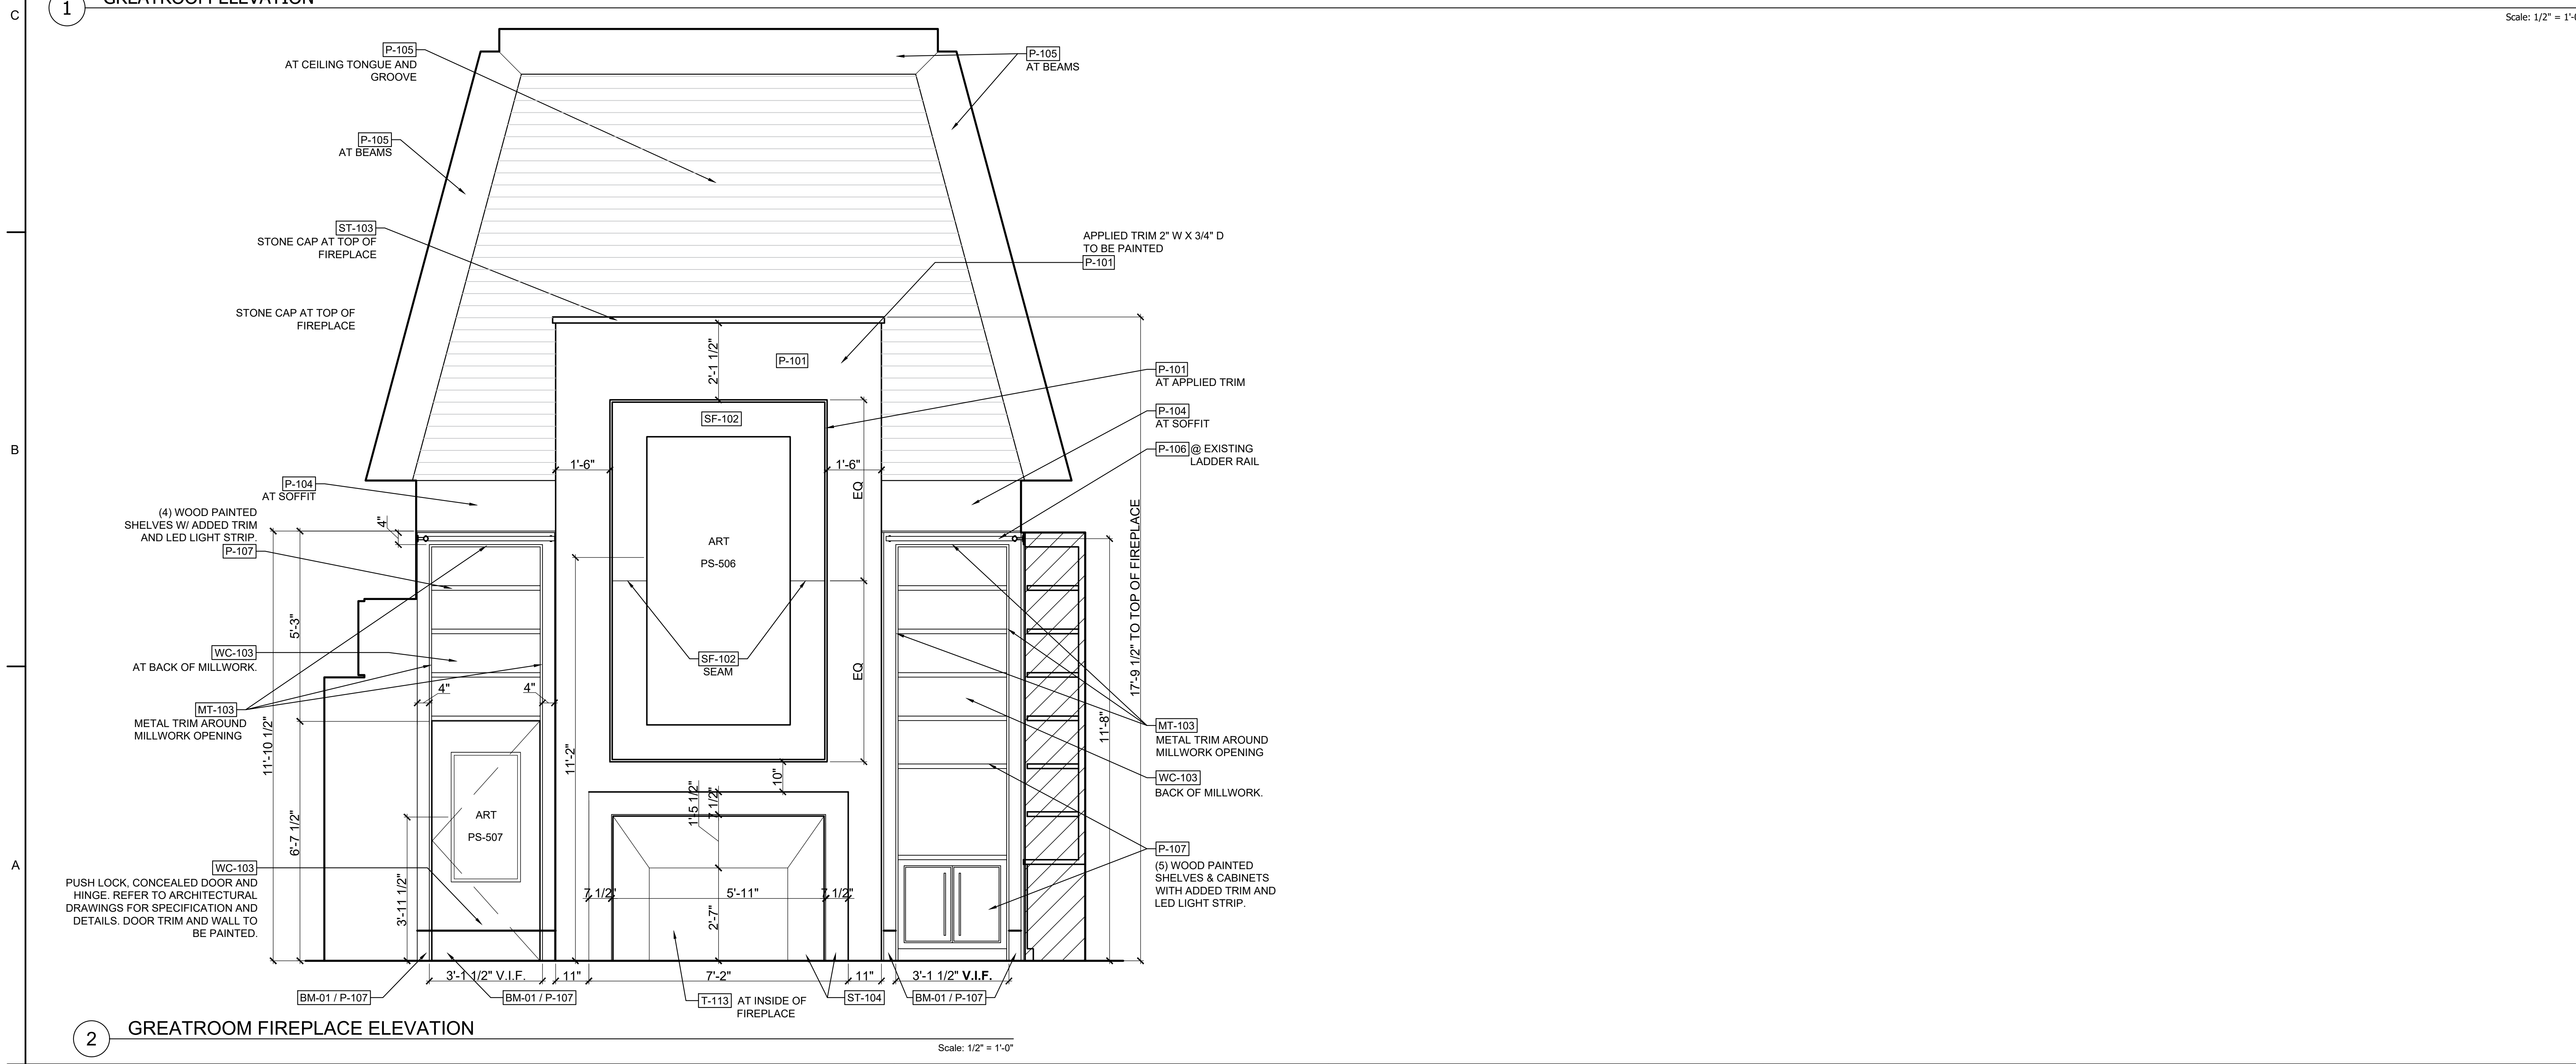 C
1
GREATROOM ELEVATION
Scale: 1/2" = 1'-0
P-105
AT CEILING TONGUE AND
GROOVE
P-105
AT BEAMS
P-105
AT BEAMS
ST-103
STONE CAP AT TOP OF
FIREPLACE
APPLIED TRIM 2" W X 3/4" D
TO BE PAINTED
P-101
STONE CAP AT TOP OF
FIREPLACE
2'-1 1/2"
P-101
P-101
AT APPLIED TRIM
SF-102
P-104
AT SOFFIT
B
P-106 @ EXISTING
LADDER RAIL
1'-6"
1'-6"
EQ
P-104
AT SOFFIT
(4) WOOD PAINTED
SHELVES W/ ADDED TRIM
AND LED LIGHT STRIP.
P-107
4"
ART
PS-506
17'-9 1/2" TO TOP OF FIREPLACE
5'-3"
WC-103
AT BACK OF MILLWORK.
SF-102
SEAM
EQ
4"
4"
MT-103
METAL TRIM AROUND
MILLWORK OPENING
11'-10 1/2"
11'-2"
11'-8"
MT-103
METAL TRIM AROUND
MILLWORK OPENING
WC-103
BACK OF MILLWORK.
10"
1'-5 1/2"
7 1/2"
ART
PS-507
6'-7 1/2"
A
P-107
(5) WOOD PAINTED
SHELVES & CABINETS
WITH ADDED TRIM AND
LED LIGHT STRIP.
WC-103
PUSH LOCK, CONCEALED DOOR AND
HINGE. REFER TO ARCHITECTURAL
DRAWINGS FOR SPECIFICATION AND
DETAILS. DOOR TRIM AND WALL TO
BE PAINTED.
3'-11 1/2"
7 1/2"
5'-11"
7 1/2"
2'-7"
3'-1 1/2" V.I.F.
11"
7'-2"
11"
3'-1 1/2" V.I.F.
BM-01 / P-107
BM-01 / P-107
T-113 AT INSIDE OF
FIREPLACE
ST-104
BM-01 / P-107
2
GREATROOM FIREPLACE ELEVATION
Scale: 1/2" = 1'-0"